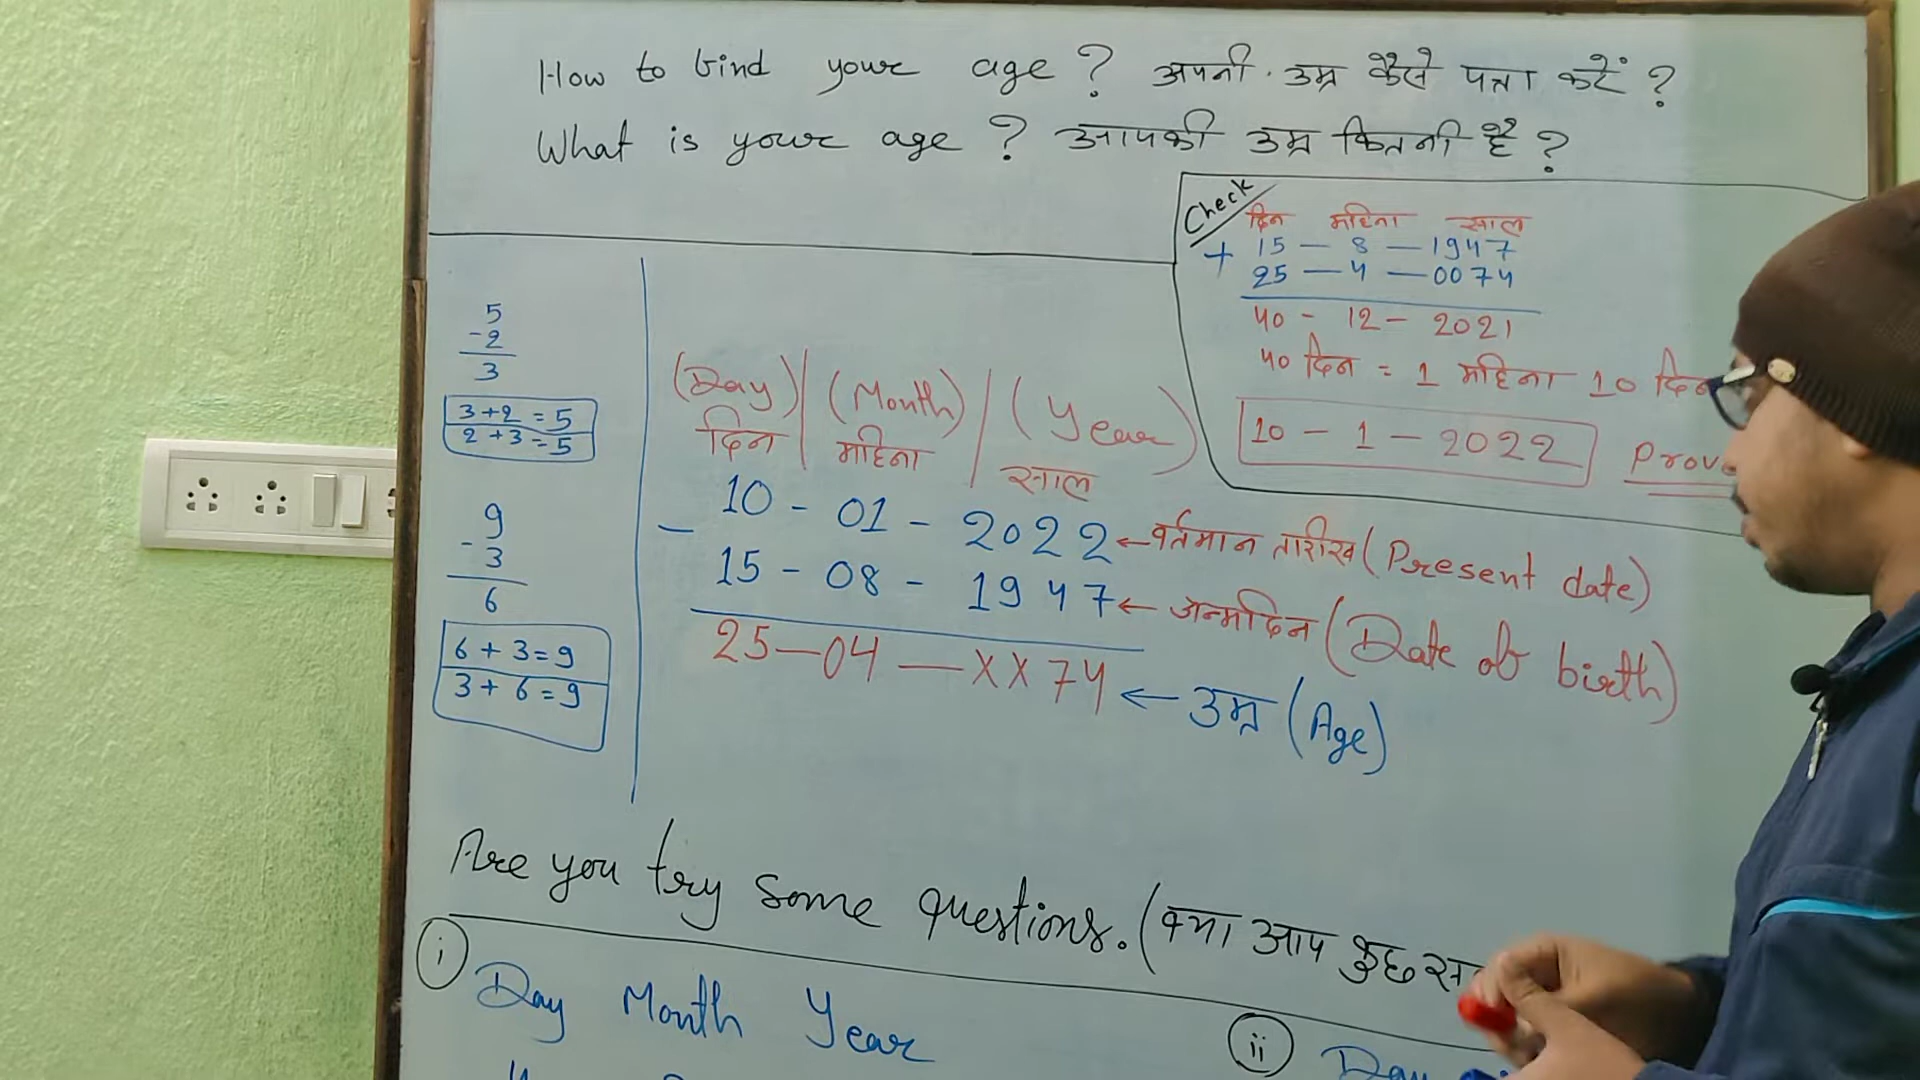 How to find your age ? अपनी उम्र कैसे पता करें ?
What is your age ? आपकी उम्र कितनी है ?
Check
दिन महिना साल
+ 15 - 8 - 1947
25 - 4 - 0074
40 - 12 - 2021
40 दिन = 1 महिना 10 दिन
10 - 1 - 2022
5
-2
3
3+2=5
2+3=5
9
-3
6
6+3=9
3+6=9
(Day) / (Month) / (Year)
दिन महिना साल
10 - 01 - 2022 ← वर्तमान तारीख (Present date)
- 15 - 08 - 1947 ← जन्मदिन (Date of birth)
25 - 04 - XX74 ← उम्र (Age)
Are you try some questions. (क्या आप कुछ
i
Day Month Year
ii